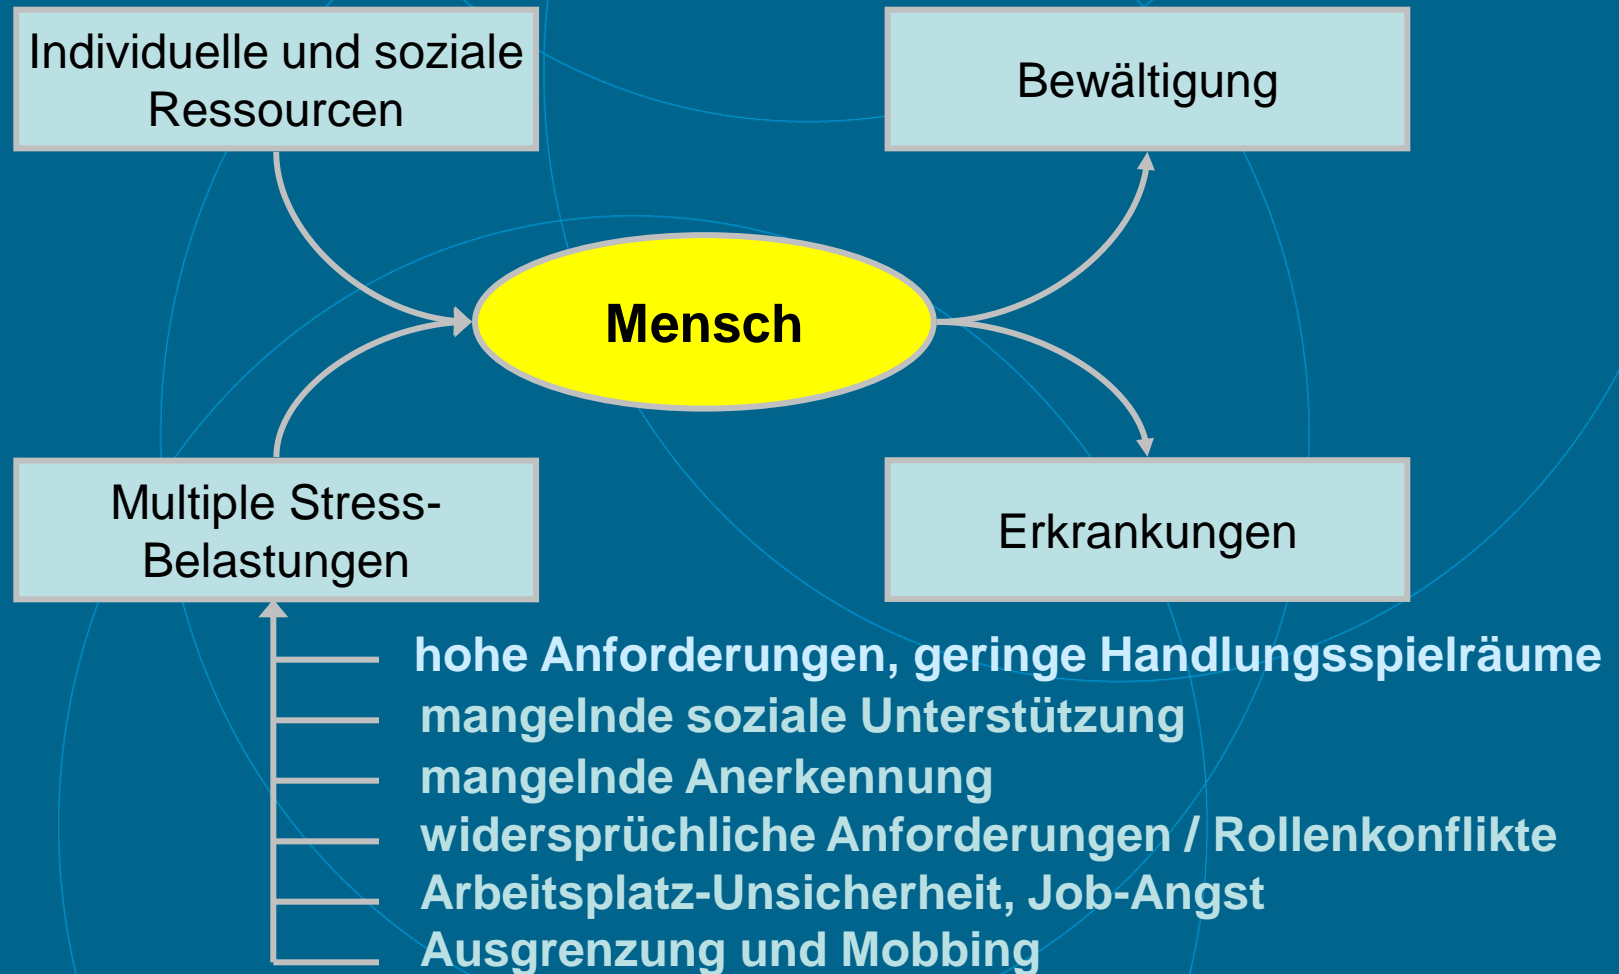 Individuelle und soziale
Ressourcen
Bewältigung
Mensch
Multiple Stress-
Belastungen
Erkrankungen
hohe Anforderungen, geringe Handlungsspielräume
mangelnde soziale Unterstützung
mangelnde Anerkennung
widersprüchliche Anforderungen / Rollenkonflikte
Arbeitsplatz-Unsicherheit, Job-Angst
Ausgrenzung und Mobbing